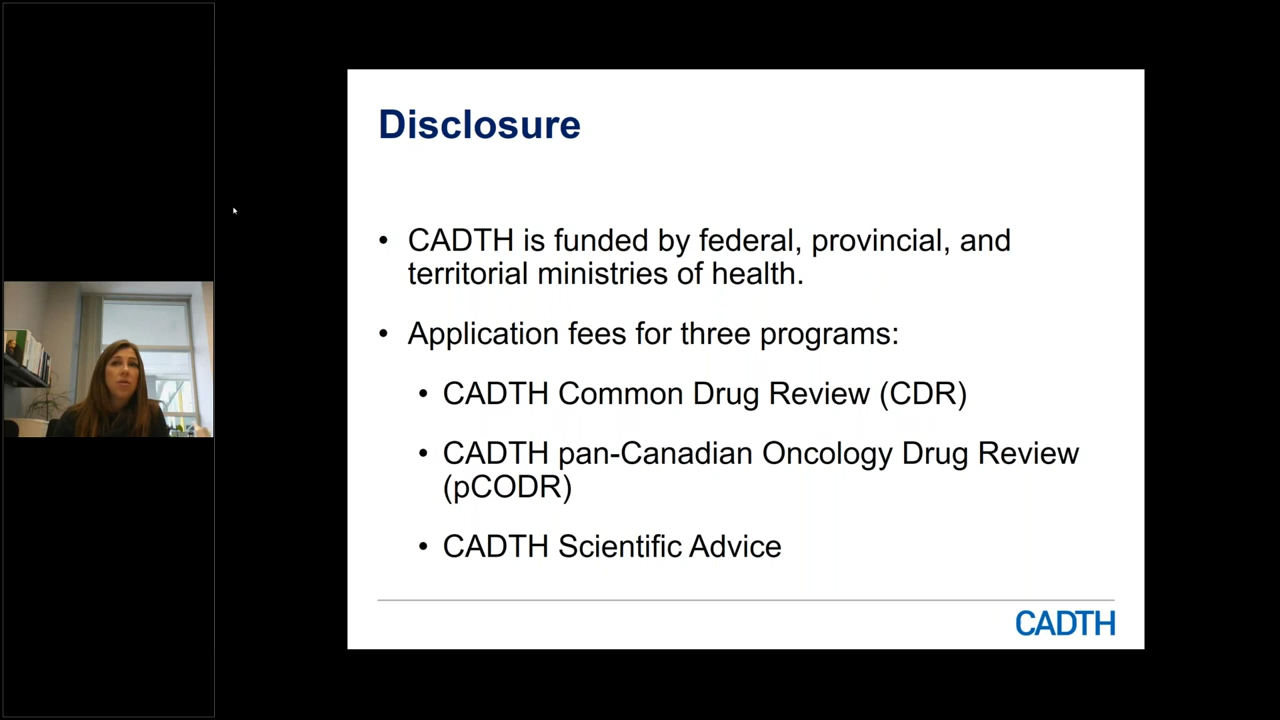 Disclosure
• CADTH is funded by federal, provincial, and
territorial ministries of health.
• Application fees for three programs:
• CADTH Common Drug Review (CDR)
• CADTH pan-Canadian Oncology Drug Review
(pCODR)
• CADTH Scientific Advice
CADTH